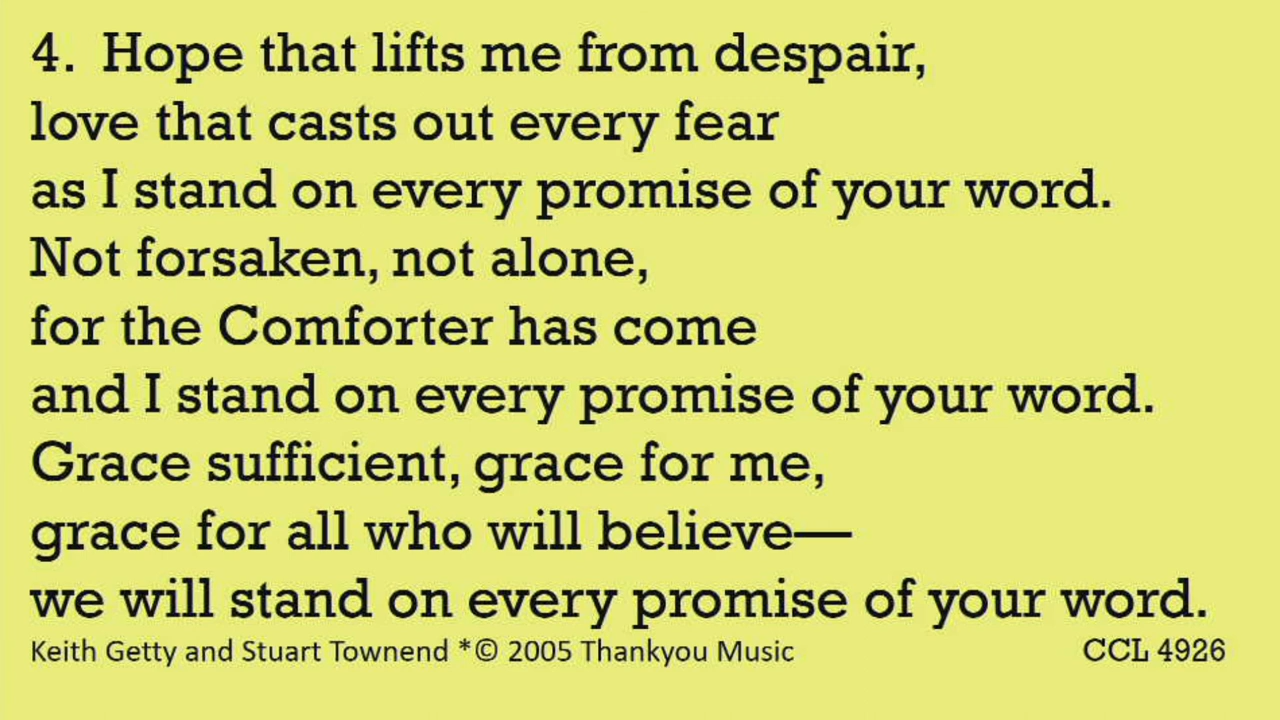 4. Hope that lifts me from despair,
love that casts out every fear
as I stand on every promise of your word.
Not forsaken, not alone,
for the Comforter has come
and I stand on every promise of your word.
Grace sufficient, grace for me,
grace for all who will believe—
we will stand on every promise of your word.
Keith Getty and Stuart Townend *© 2005 Thankyou Music CCL 4926